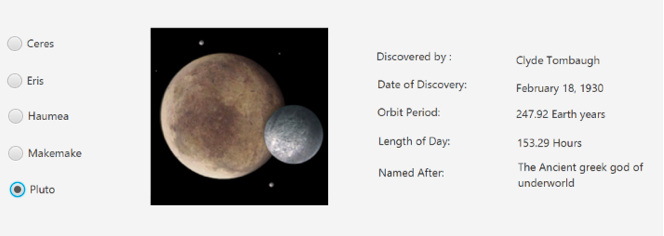 Ceres
Eris
Haumea
Makemake
Pluto
Discovered by :
Clyde Tombaugh
Date of Discovery:
February 18, 1930
Orbit Period:
247.92 Earth years
Length of Day:
153.29 Hours
Named After:
The Ancient greek god of
underworld